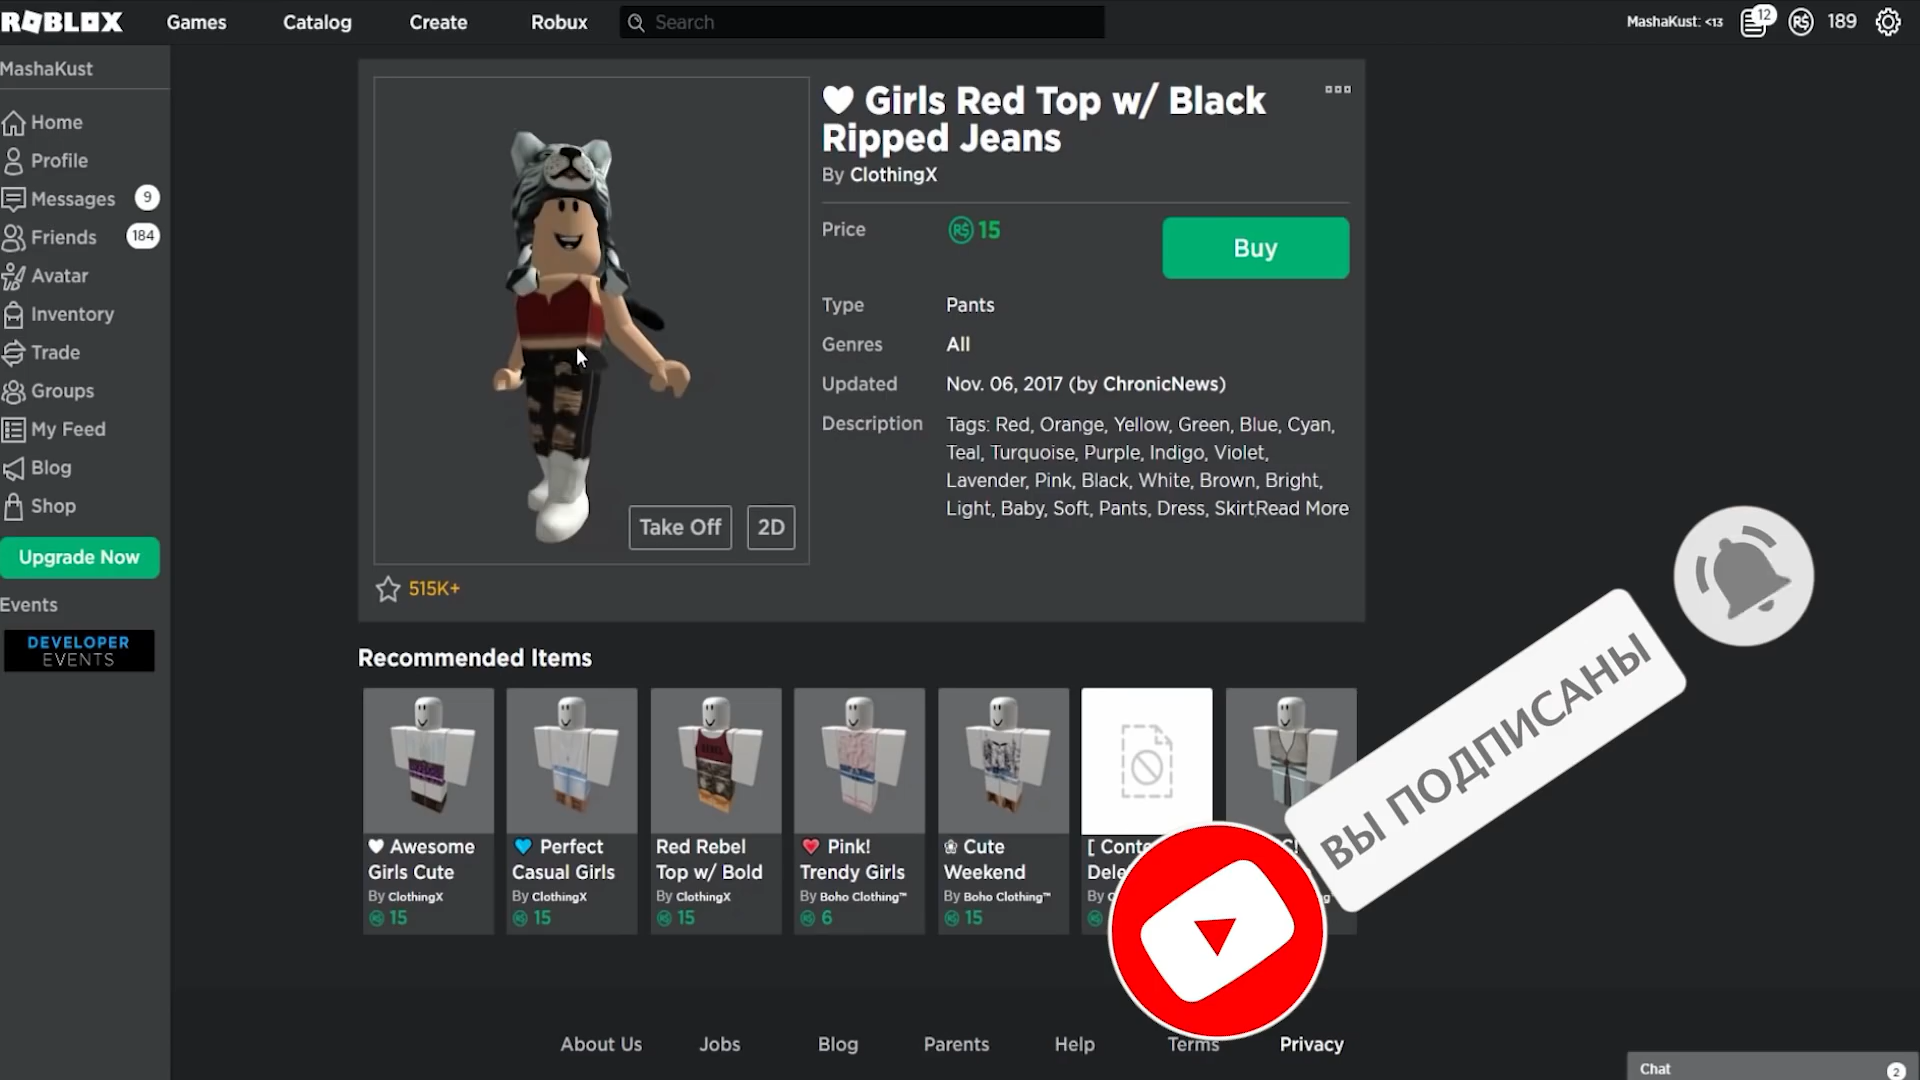 ROBLOX
Games
Catalog
Create
Robux
Search
MashaKust: <13
12
189
MashaKust
Home
Profile
Messages
9
Friends
184
Avatar
Inventory
Trade
Groups
My Feed
Blog
Shop
Upgrade Now
Events
DEVELOPER
EVENTS
Girls Red Top w/ Black
Ripped Jeans
By ClothingX
Price
R$ 15
Buy
Type
Pants
Genres
All
Updated
Nov. 06, 2017 (by ChronicNews)
Description
Tags: Red, Orange, Yellow, Green, Blue, Cyan,
Teal, Turquoise, Purple, Indigo, Violet,
Lavender, Pink, Black, White, Brown, Bright,
Light, Baby, Soft, Pants, Dress, SkirtRead More
Take Off
2D
515K+
Recommended Items
Awesome
Girls Cute
By ClothingX
15
Perfect
Casual Girls
By ClothingX
15
Red Rebel
Top w/ Bold
By ClothingX
15
Pink!
Trendy Girls
By Boho Clothing™
6
Cute
Weekend
By Boho Clothing™
15
By
ВЫ ПОДПИСАНЫ
About Us
Jobs
Blog
Parents
Help
Terms
Privacy
Chat
2